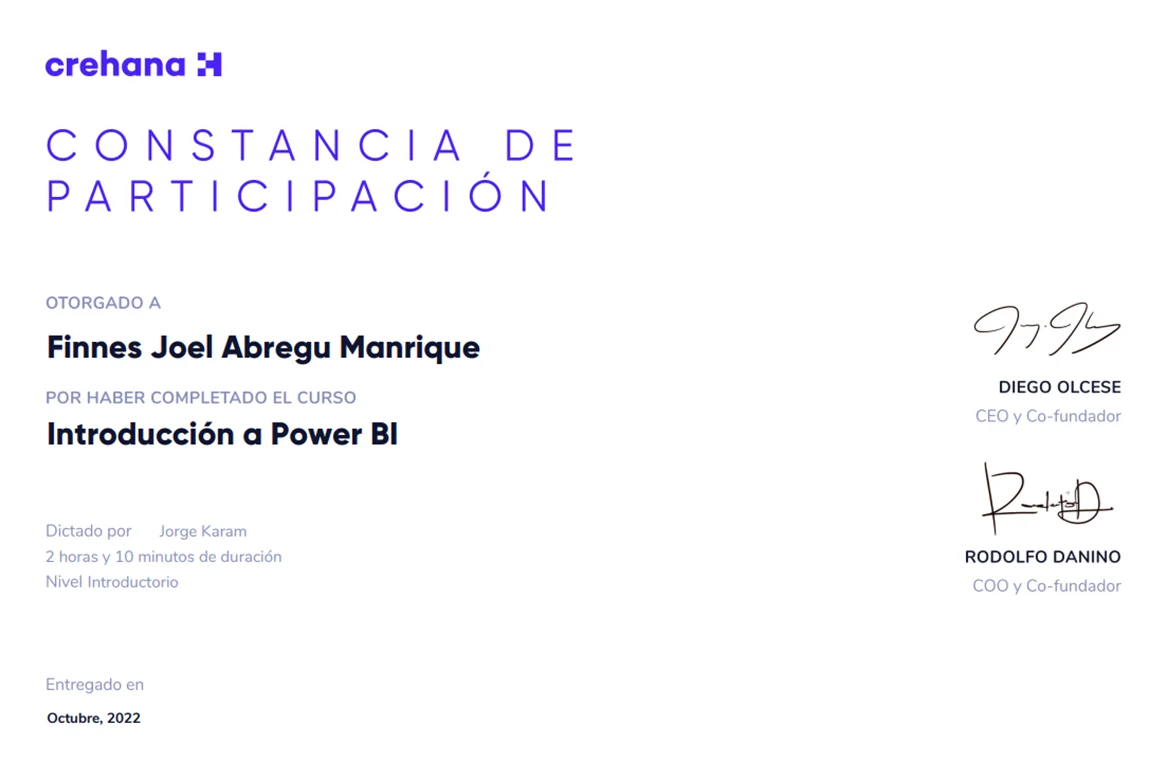 crehana
CONSTANCIA DE
PARTICIPACIÓN
OTORGADO A
Finnes Joel Abregu Manrique
POR HABER COMPLETADO EL CURSO
Introducción a Power BI
Dictado por Jorge Karam
2 horas y 10 minutos de duración
Nivel Introductorio
Entregado en
Octubre, 2022
DIEGO OLCESE
CEO y Co-fundador
RODOLFO DANINO
COO y Co-fundador